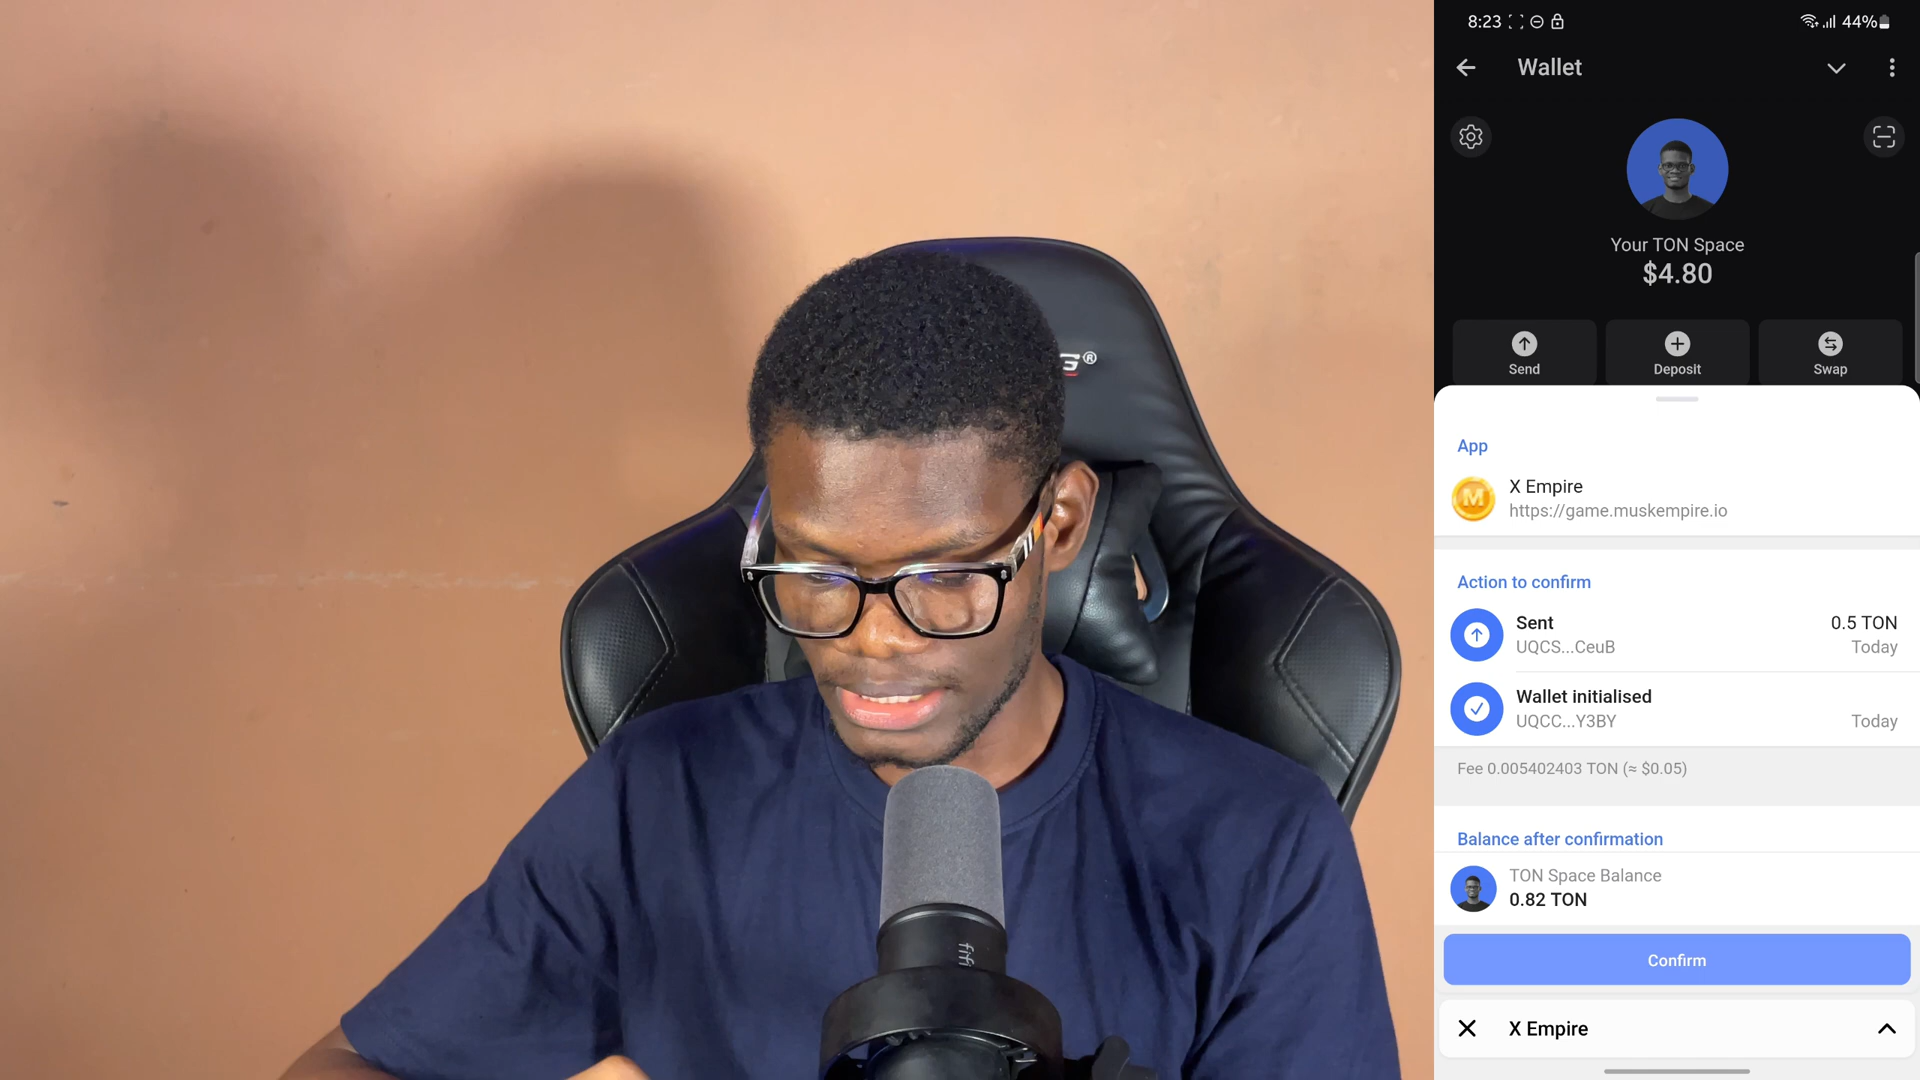 G®
fifi
8:23
44%
Wallet
Your TON Space
$4.80
Send
Deposit
Swap
App
X Empire
https://game.muskempire.io
Action to confirm
Sent
0.5 TON
UQCS...CeuB
Today
Wallet initialised
UQCC...Y3BY
Today
Fee 0.005402403 TON (≈ $0.05)
Balance after confirmation
TON Space Balance
0.82 TON
Confirm
X Empire